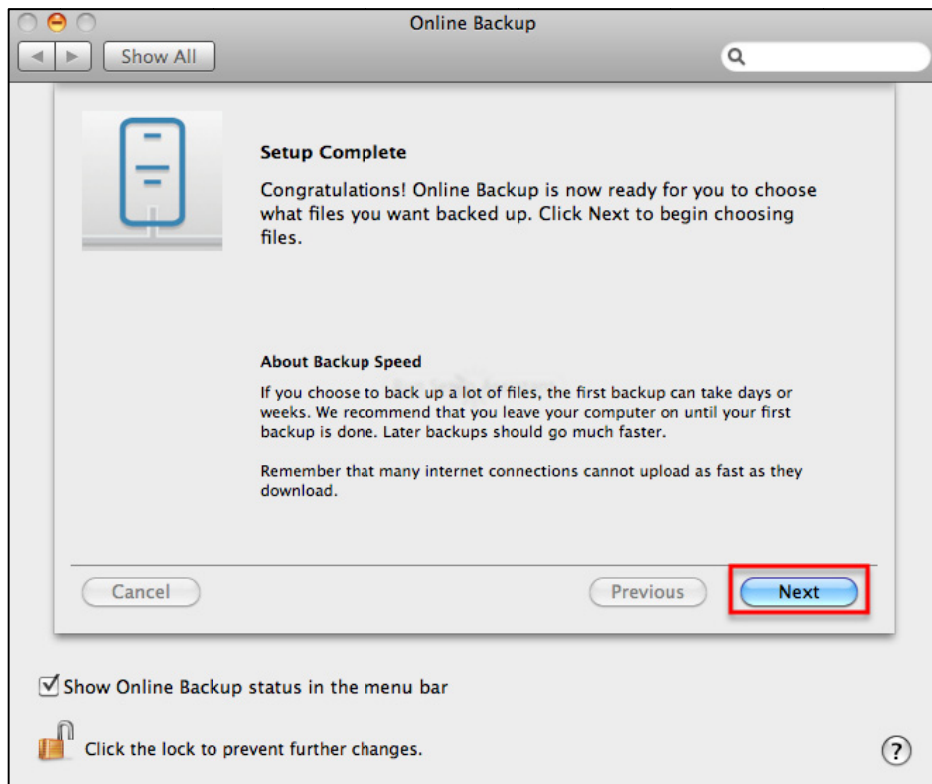 Online Backup
Show All
Setup Complete
Congratulations! Online Backup is now ready for you to choose
what files you want backed up. Click Next to begin choosing
files.
About Backup Speed
If you choose to back up a lot of files, the first backup can take days or
weeks. We recommend that you leave your computer on until your first
backup is done. Later backups should go much faster.
Remember that many internet connections cannot upload as fast as they
download.
Cancel
Previous
Next
Show Online Backup status in the menu bar
Click the lock to prevent further changes.
?